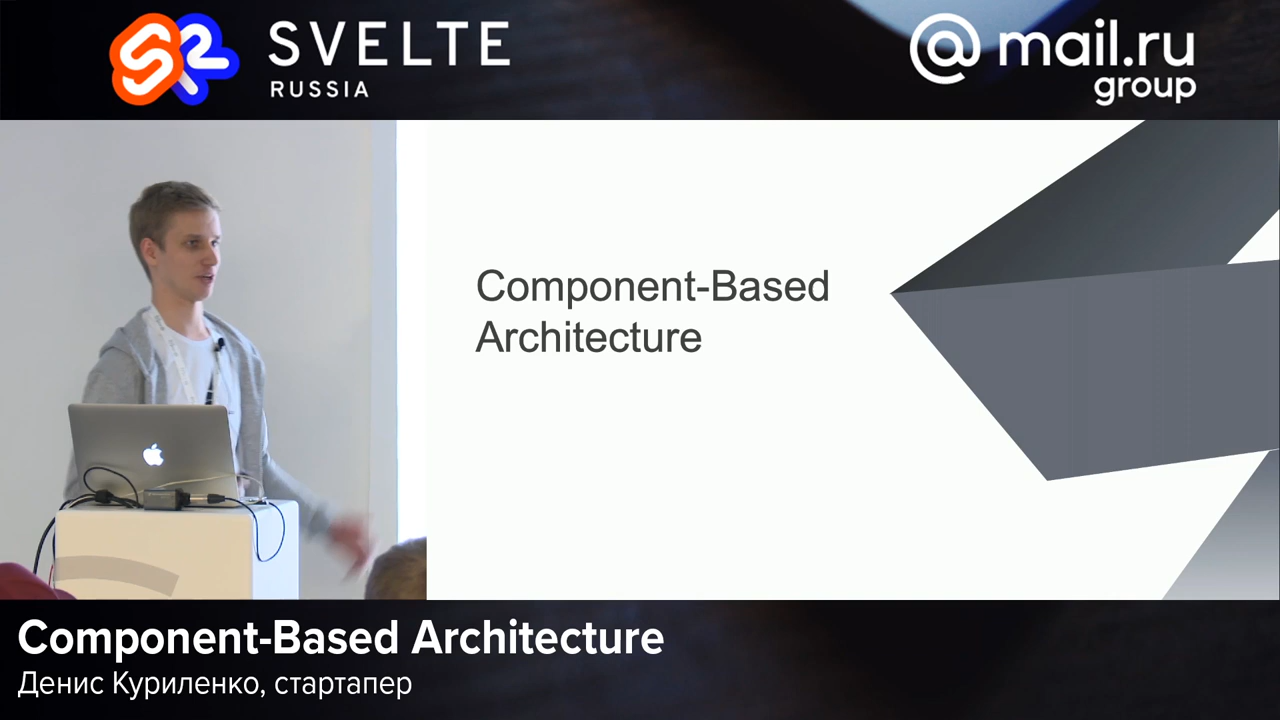 SVELTE
RUSSIA
@mail.ru
group
Component-Based
Architecture
Component-Based Architecture
Денис Куриленко, стартапер